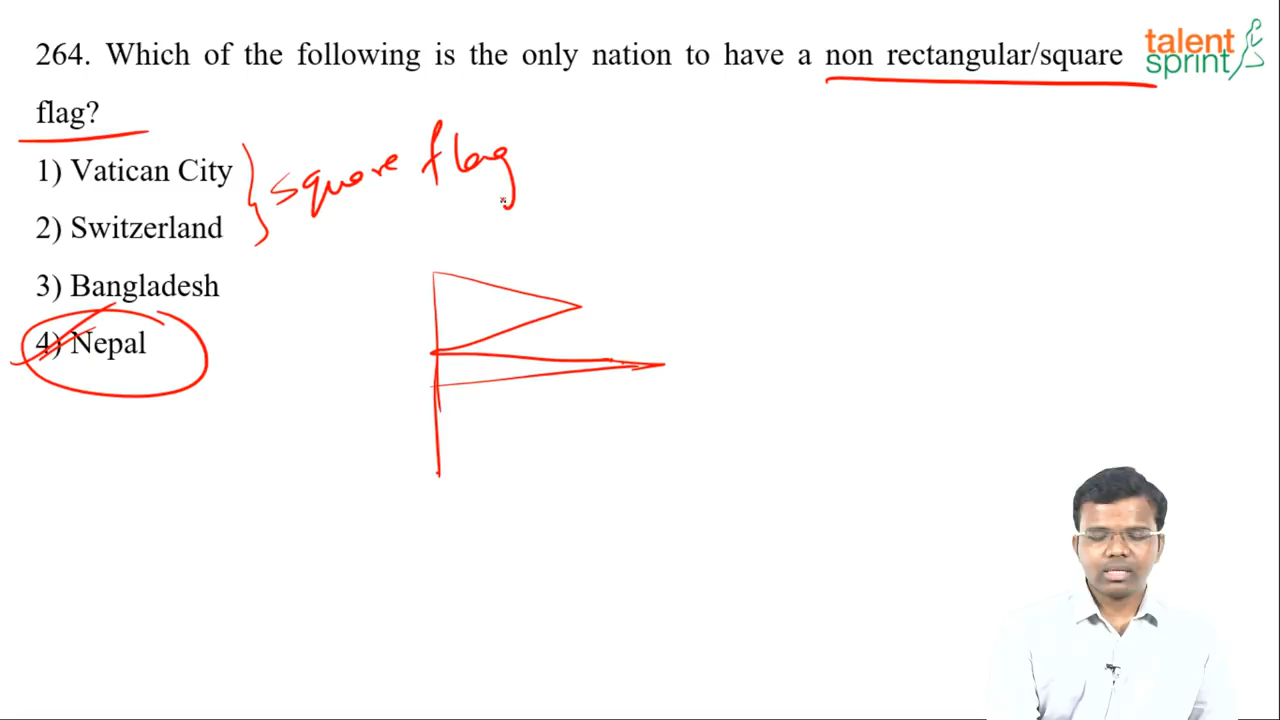 264. Which of the following is the only nation to have a non rectangular/square
flag?
talent
sprint
1) Vatican City
2) Switzerland
square flag
3) Bangladesh
4) Nepal